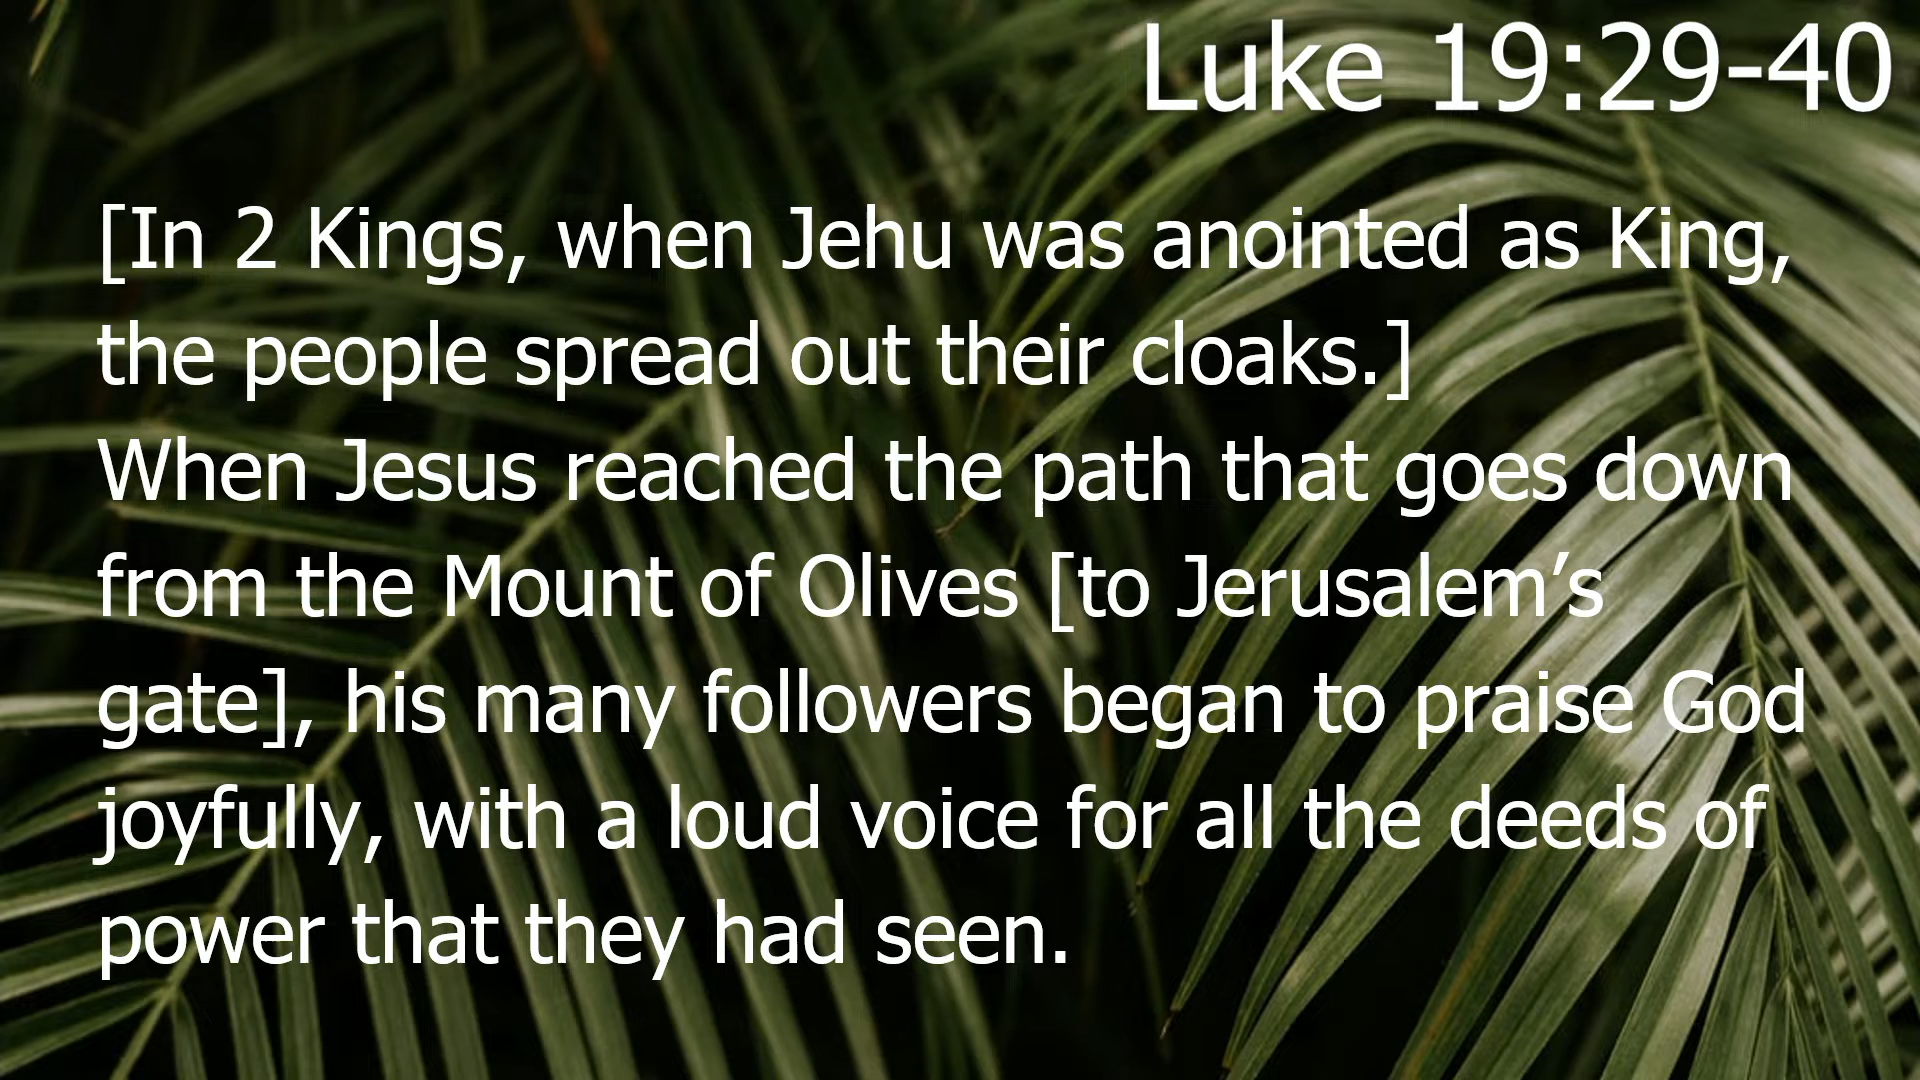 Luke 19:29-40
[In 2 Kings, when Jehu was anointed as King,
the people spread out their cloaks.]
When Jesus reached the path that goes down
from the Mount of Olives [to Jerusalem’s
gate], his many followers began to praise God
joyfully, with a loud voice for all the deeds of
power that they had seen.